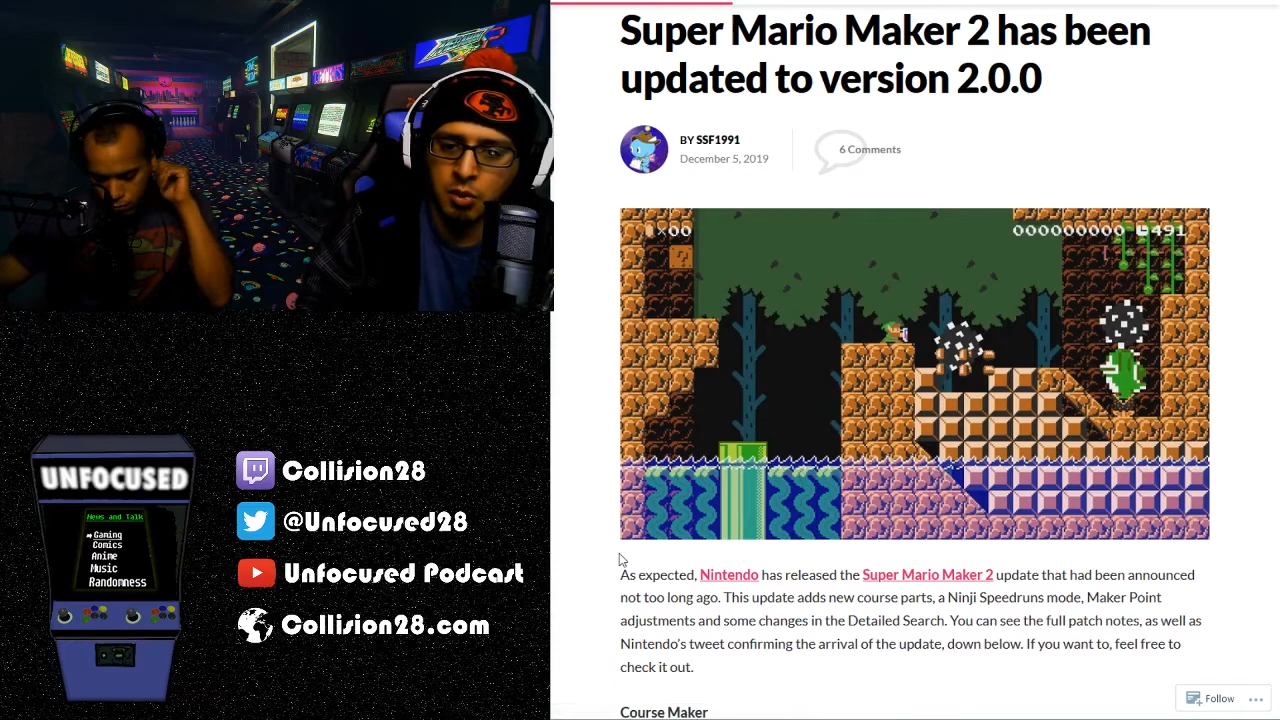 Super Mario Maker 2 has been
updated to version 2.0.0
BY SSF1991
December 5, 2019
6 Comments
×00
000000000 491
TETRIS
UNFOCUSED
News and Talk
Gaming
Comics
Anime
Music
Randomness
Collision28
@Unfocused28
Unfocused Podcast
Collision28.com
As expected, Nintendo has released the Super Mario Maker 2 update that had been announced
not too long ago. This update adds new course parts, a Ninji Speedruns mode, Maker Point
adjustments and some changes in the Detailed Search. You can see the full patch notes, as well as
Nintendo’s tweet confirming the arrival of the update, down below. If you want to, feel free to
check it out.
Course Maker
Follow